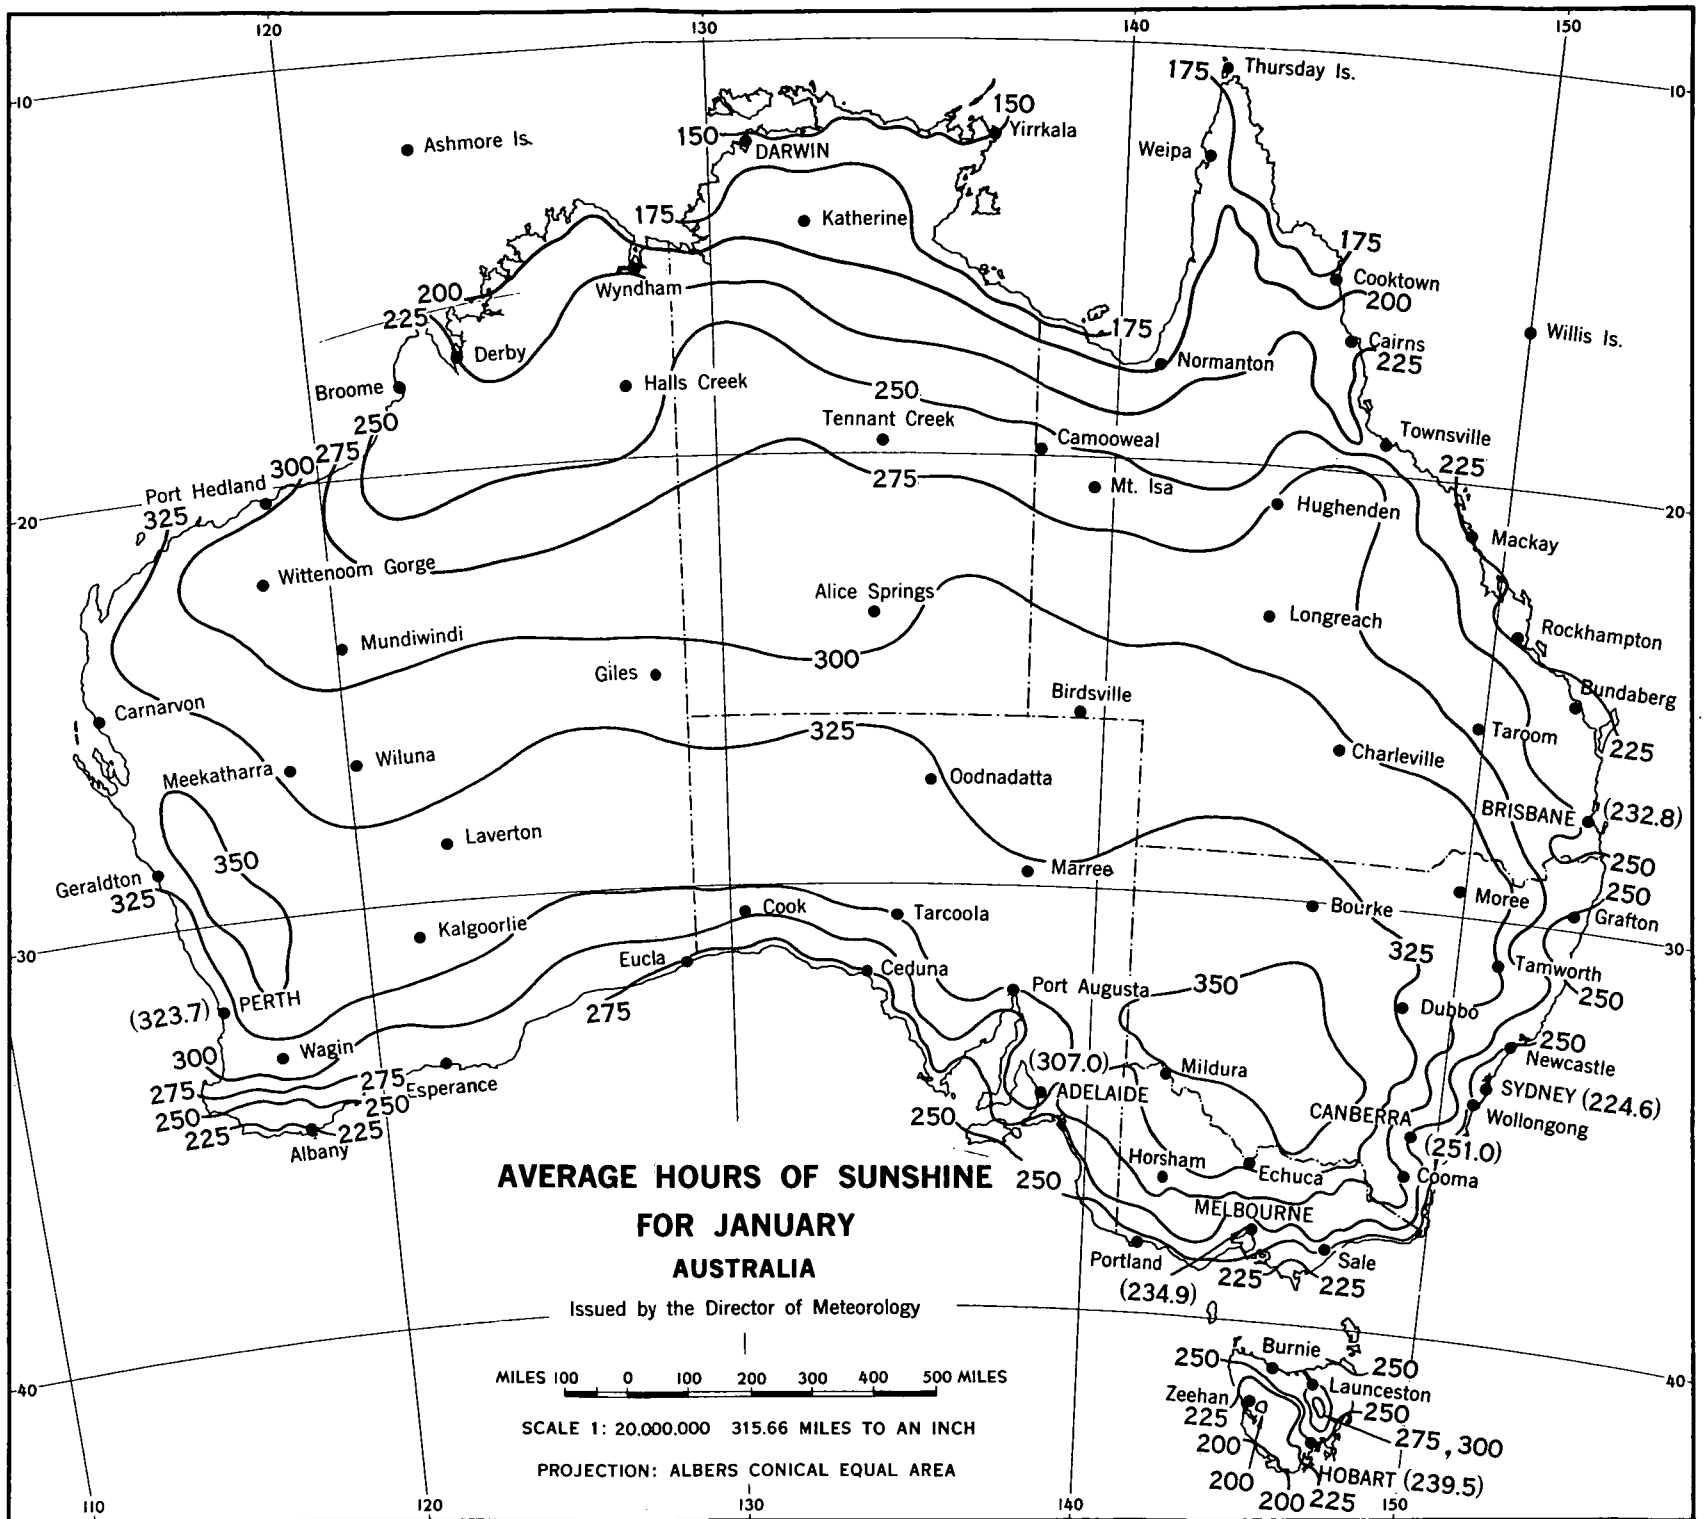 120
130
140
150
10
10
Thursday Is.
175
150
Yirrkala
150
DARWIN
Ashmore Is.
Weipa
175
Katherine
175
Cooktown
200
Wyndham
200
225
175
Willis Is.
Cairns
225
Derby
Normanton
Broome
Halls Creek
250
250
Tennant Creek
Camooweal
Townsville
225
275
300
275
Mt. Isa
Port Hedland
325
Hughenden
20
20
Mackay
Wittenoom Gorge
Alice Springs
Longreach
Rockhampton
Mundiwindi
300
Giles
Birdsville
Bundaberg
Carnarvon
325
Taroom
225
Charleville
Wiluna
Meekatharra
Oodnadatta
BRISBANE (232.8)
Laverton
350
Marree
250
Geraldton
325
250
Moree
Bourke
Grafton
Cook
Tarcoola
Kalgoorlie
30
30
325
Eucla
Ceduna
Tamworth
Port Augusta
350
250
PERTH
(323.7)
275
Dubbo
250
Newcastle
300
Wagin
(307.0)
Mildura
275
275
Esperance
ADELAIDE
SYDNEY (224.6)
250
250
250
CANBERRA
Wollongong
225
225
Albany
(251.0)
Horsham
Echuca
Cooma
250
MELBOURNE
Portland
Sale
225
225
(234.9)
AVERAGE HOURS OF SUNSHINE
FOR JANUARY
AUSTRALIA
Issued by the Director of Meteorology
MILES 100 0 100 200 300 400 500 MILES
SCALE 1: 20.000.000 315.66 MILES TO AN INCH
PROJECTION: ALBERS CONICAL EQUAL AREA
Burnie
250
250
40
40
Launceston
Zeehan
225
250
275, 300
200
HOBART (239.5)
200
200
225
110
120
130
140
150